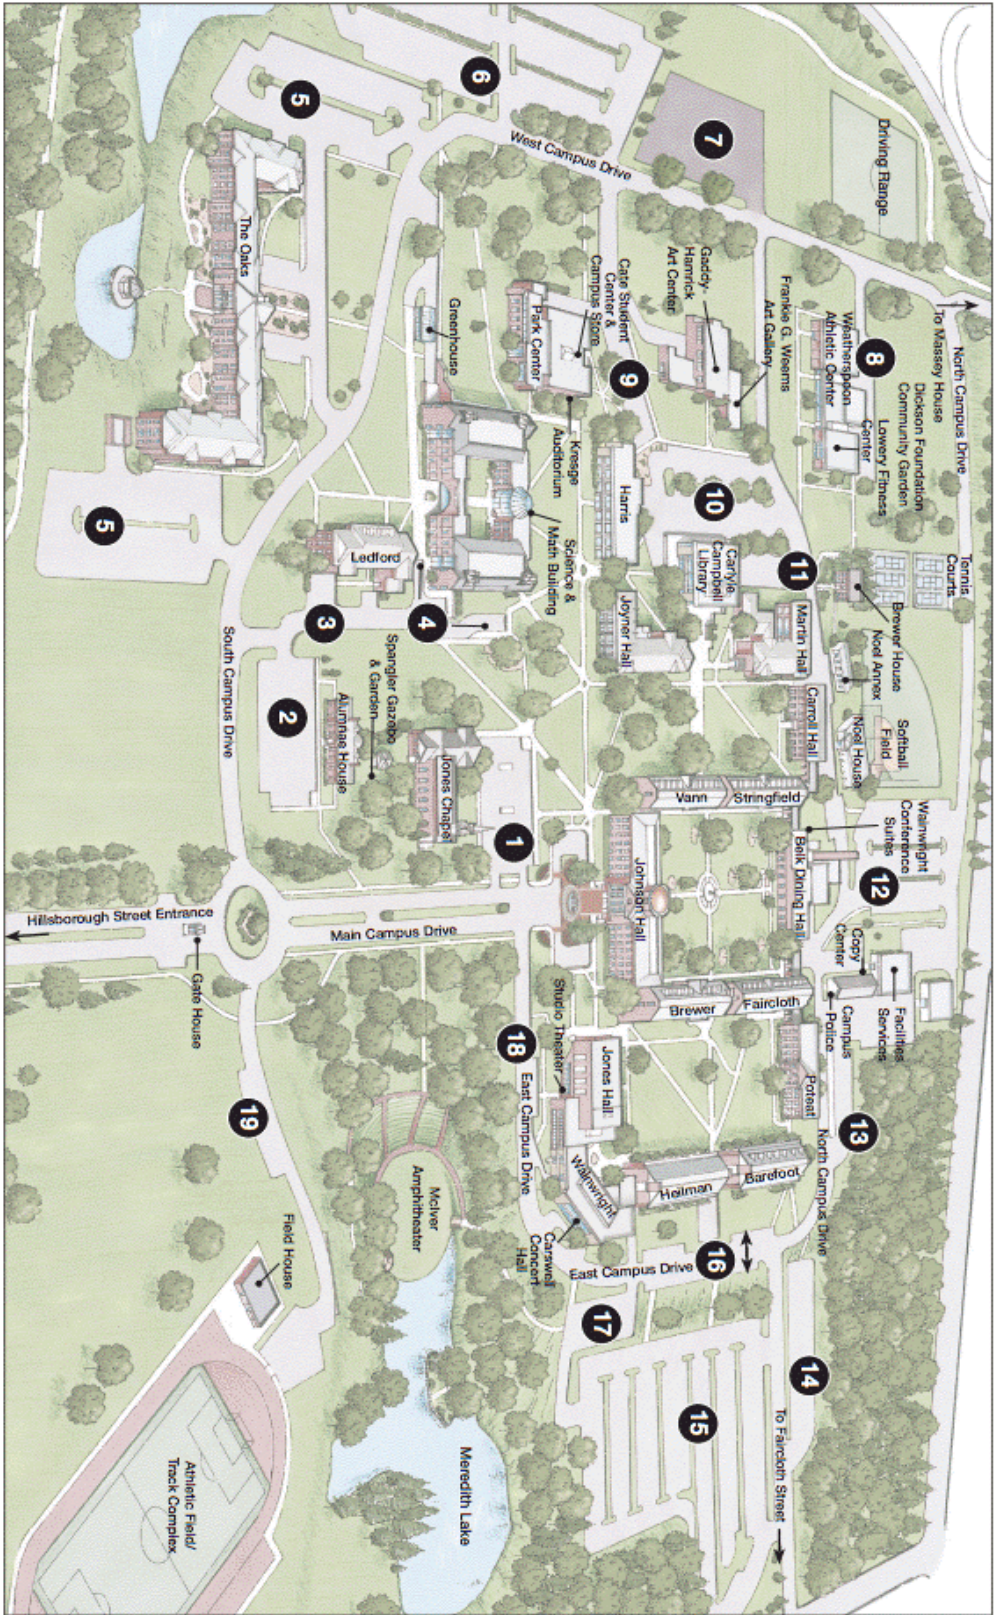 North Campus Drive
To Massey House
Driving Range
Tennis
Courts
Dickson Foundation
Community Garden
Lowery Fitness
Center
8
Weatherspoon
Athletic Center
Brewer House
Noel Annex
Softball
Field
Noel House
Wainwright
Conference
Suites
12
Facilities
Services
Copy
Center
Campus
Police
13
North Campus Drive
14
To Faircloth Street
Frankie G. Weems
Art Gallery
11
Martin Hall
Carroll Hall
Stringfield
Vann
Belk Dining Hall
Faircloth
Brewer
Poteat
Barefoot
Heilman
7
Gaddy-
Hamrick
Art Center
10
Carlyle
Campbell
Library
16
15
West Campus Drive
Cate Student
Center &
Campus Store
9
Harris
Joyner Hall
Johnson Hall
Jones Hall
Studio Theater
Wainwright
Carswell
Concert
Hall
East Campus Drive
17
6
Park Center
Kresge
Auditorium
Science &
Math Building
1
18
East Campus Drive
Greenhouse
4
Jones Chapel
Main Campus Drive
McIver
Amphitheater
Meredith Lake
5
The Oaks
Ledford
3
Spangler Gazebo
& Garden
Alumnae House
2
South Campus Drive
Hillsborough Street Entrance
Gate House
19
Field House
Athletic Field/
Track Complex
5